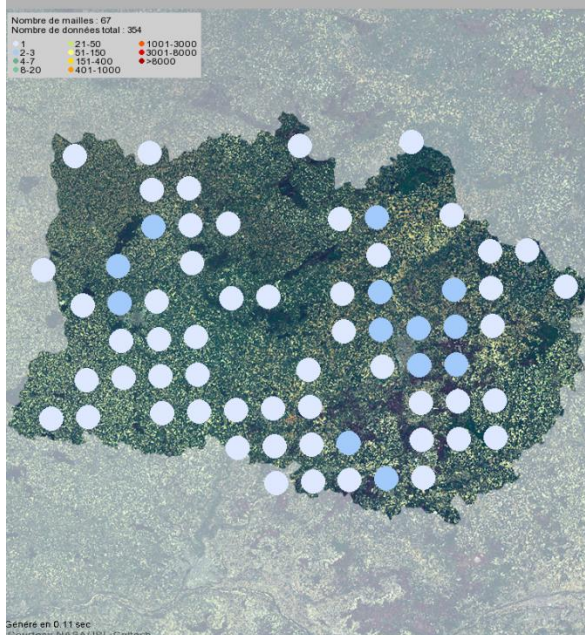 Nombre de mailles : 67
Nombre de données total : 354
1 21-50 1001-3000
2-3 51-150 3001-8000
4-7 151-400 >8000
8-20 401-1000
Généré en 0.11 sec